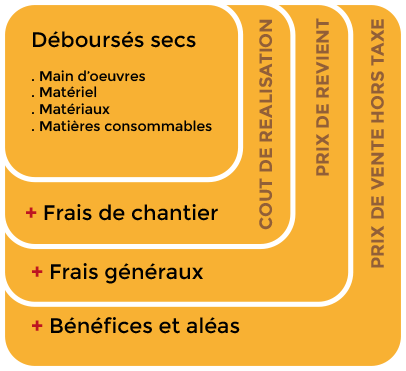 Déboursés secs
. Main d'oeuvres
. Matériel
. Matériaux
. Matières consommables
+ Frais de chantier
COUT DE REALISATION
+ Frais généraux
PRIX DE REVIENT
+ Bénéfices et aléas
PRIX DE VENTE HORS TAXE